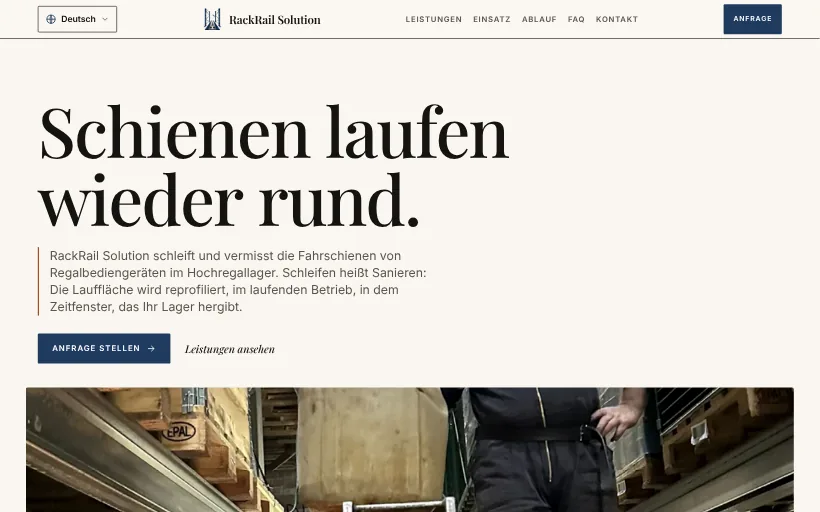 Deutsch
RackRail Solution
LEISTUNGEN EINSATZ ABLAUF FAQ KONTAKT
ANFRAGE
Schienen laufen
wieder rund.
RackRail Solution schleift und vermisst die Fahrschienen von
Regalbediengeräten im Hochregallager. Schleifen heißt Sanieren:
Die Lauffläche wird reprofiliert, im laufenden Betrieb, in dem
Zeitfenster, das Ihr Lager hergibt.
ANFRAGE STELLEN →
Leistungen ansehen
EPAL